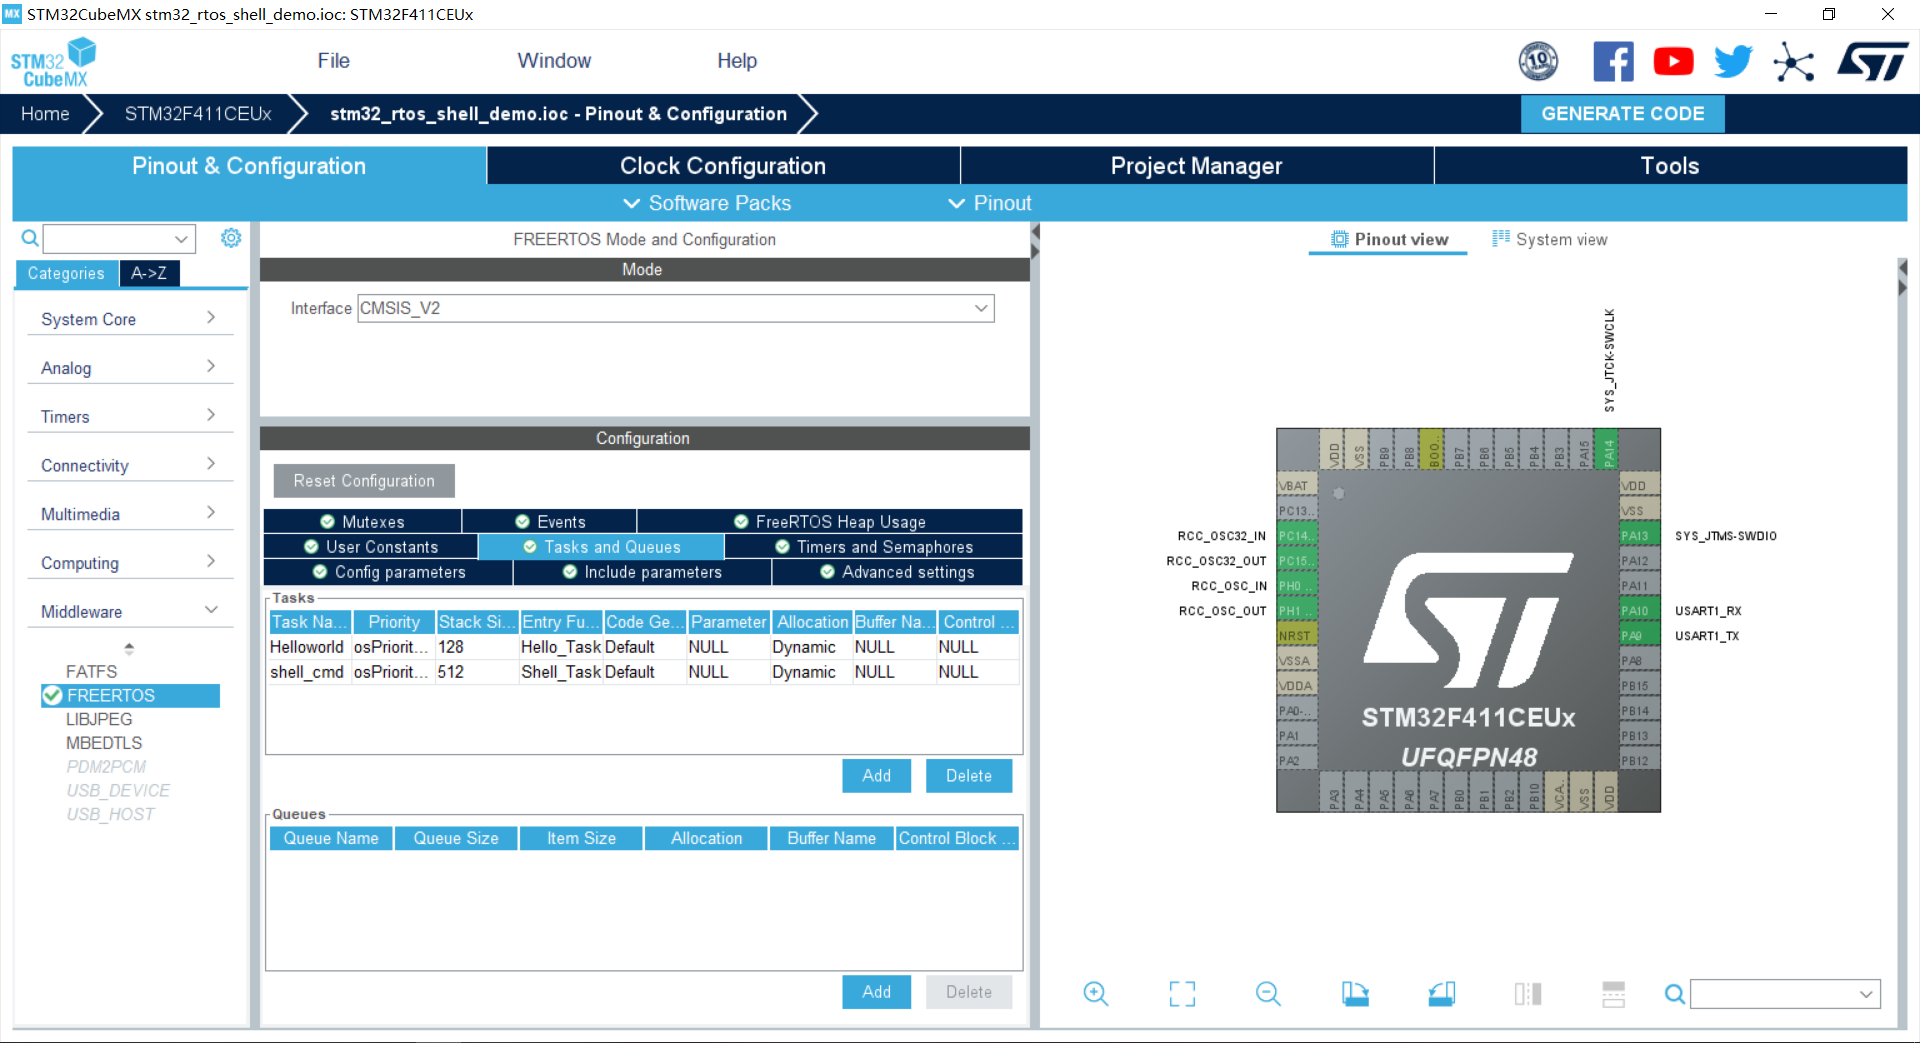 MX STM32CubeMX stm32_rtos_shell_demo.ioc: STM32F411CEUx
STM32 CubeMX
File Window Help
10
Home STM32F411CEUx stm32_rtos_shell_demo.ioc - Pinout & Configuration GENERATE CODE
Pinout & Configuration Clock Configuration Project Manager Tools
Software Packs Pinout
FREERTOS Mode and Configuration
Categories A->Z
System Core
Analog
Timers
Connectivity
Multimedia
Computing
Middleware
FATFS
FREERTOS
LIBJPEG
MBEDTLS
PDM2PCM
USB_DEVICE
USB_HOST
Mode
Interface CMSIS_V2
Configuration
Reset Configuration
Mutexes Events FreeRTOS Heap Usage
User Constants Tasks and Queues Timers and Semaphores
Config parameters Include parameters Advanced settings
Tasks
Task Na... Priority Stack Si... Entry Fu... Code Ge... Parameter Allocation Buffer Na... Control ...
Helloworld osPriorit... 128 Hello_Task Default NULL Dynamic NULL NULL
shell_cmd osPriorit... 512 Shell_Task Default NULL Dynamic NULL NULL
Add Delete
Queues
Queue Name Queue Size Item Size Allocation Buffer Name Control Block ...
Add Delete
Pinout view System view
SYS_JTCK-SWCLK
VDD VSS PB9 PB8 BOO.. PB7 PB6 PB5 PB4 PB3 PA15 PA14
VBAT VDD
PC13.. VSS
RCC_OSC32_IN PC14.. PA13 SYS_JTMS-SWDIO
RCC_OSC32_OUT PC15.. PA12
RCC_OSC_IN PH0 .. PA11
RCC_OSC_OUT PH1 .. PA10 USART1_RX
NRST PA9 USART1_TX
VSSA PA8
VDDA PB15
PA0-.. PB14
PA1 PB13
PA2 PB12
ST
STM32F411CEUx
UFQFPN48
PA3 PA4 PA5 PA6 PA7 PB0 PB1 PB2 PB10 VCA.. VSS VDD